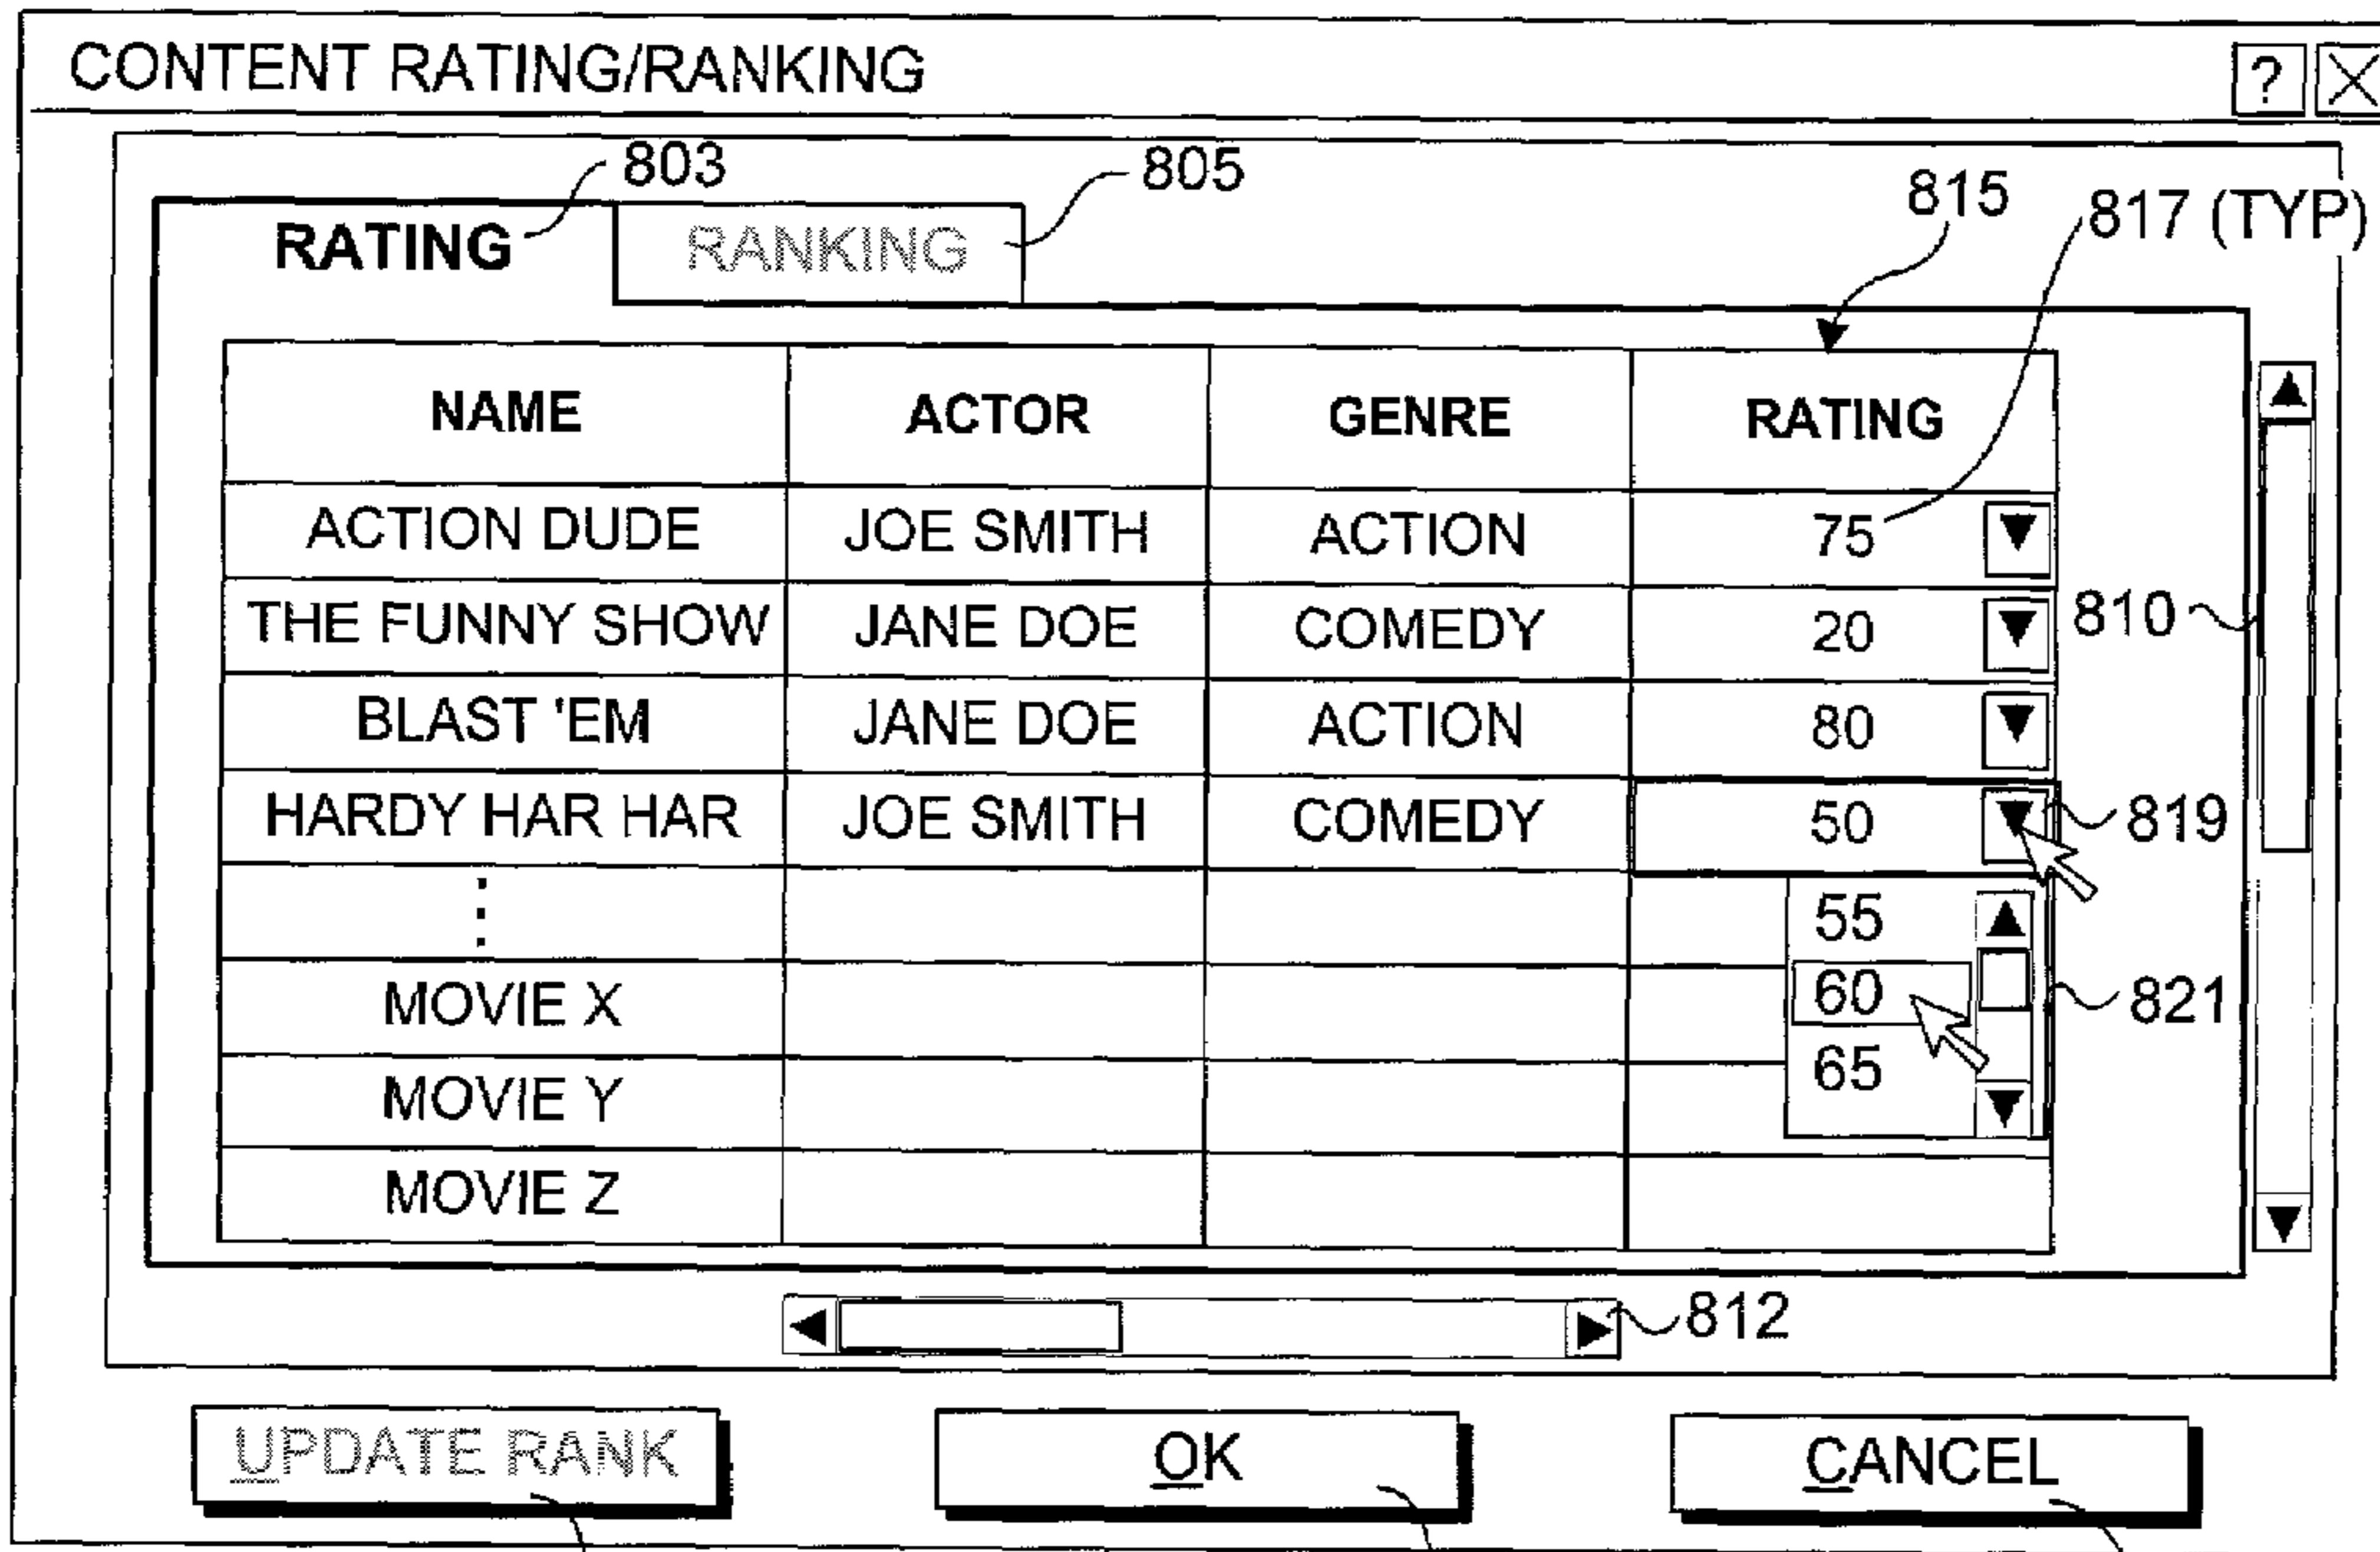 CONTENT RATING/RANKING ?
803 805 815 817 (TYP)
RATING RANKING
NAME ACTOR GENRE RATING
ACTION DUDE JOE SMITH ACTION 75
THE FUNNY SHOW JANE DOE COMEDY 20 810
BLAST 'EM JANE DOE ACTION 80
HARDY HAR HAR JOE SMITH COMEDY 50 819
55
MOVIE X 60 821
MOVIE Y 65
MOVIE Z
812
UPDATE RANK OK CANCEL